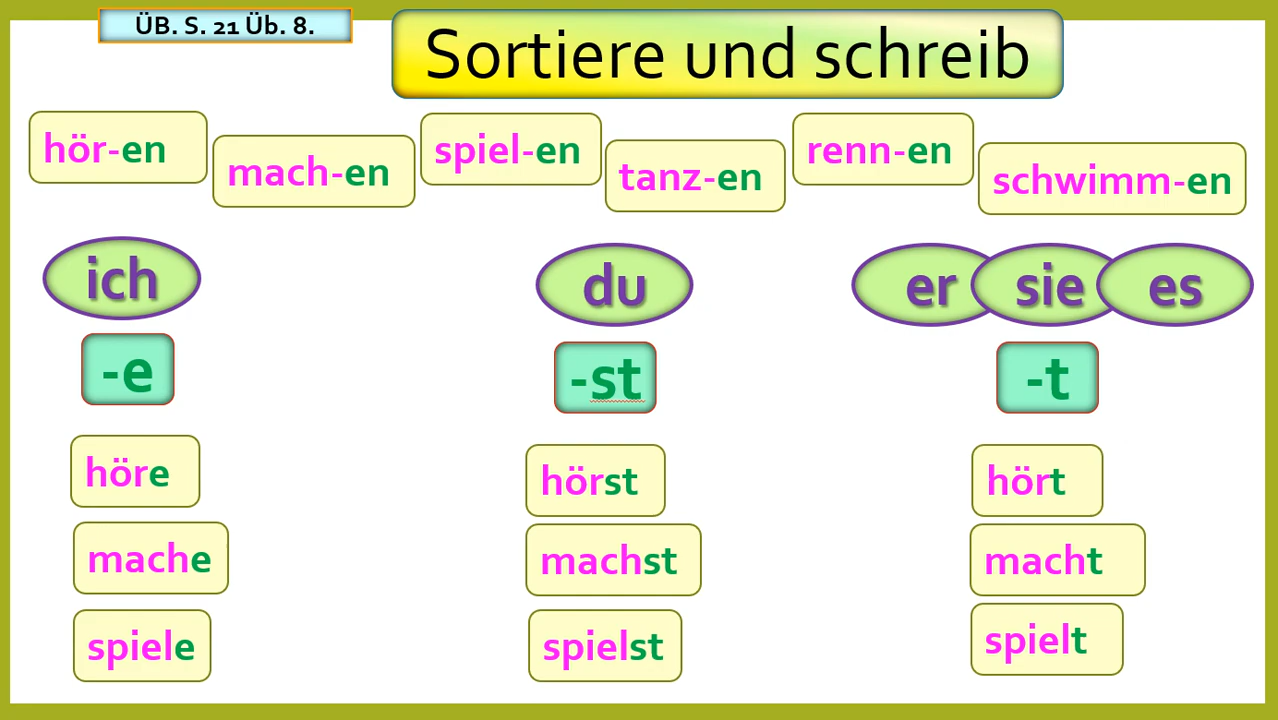 ÜB. S. 21 Üb. 8.
Sortiere und schreib
hör-en
mach-en
spiel-en
tanz-en
renn-en
schwimm-en
ich
du
er
sie
es
-e
-st
-t
höre
hörst
hört
mache
machst
macht
spiele
spielst
spielt